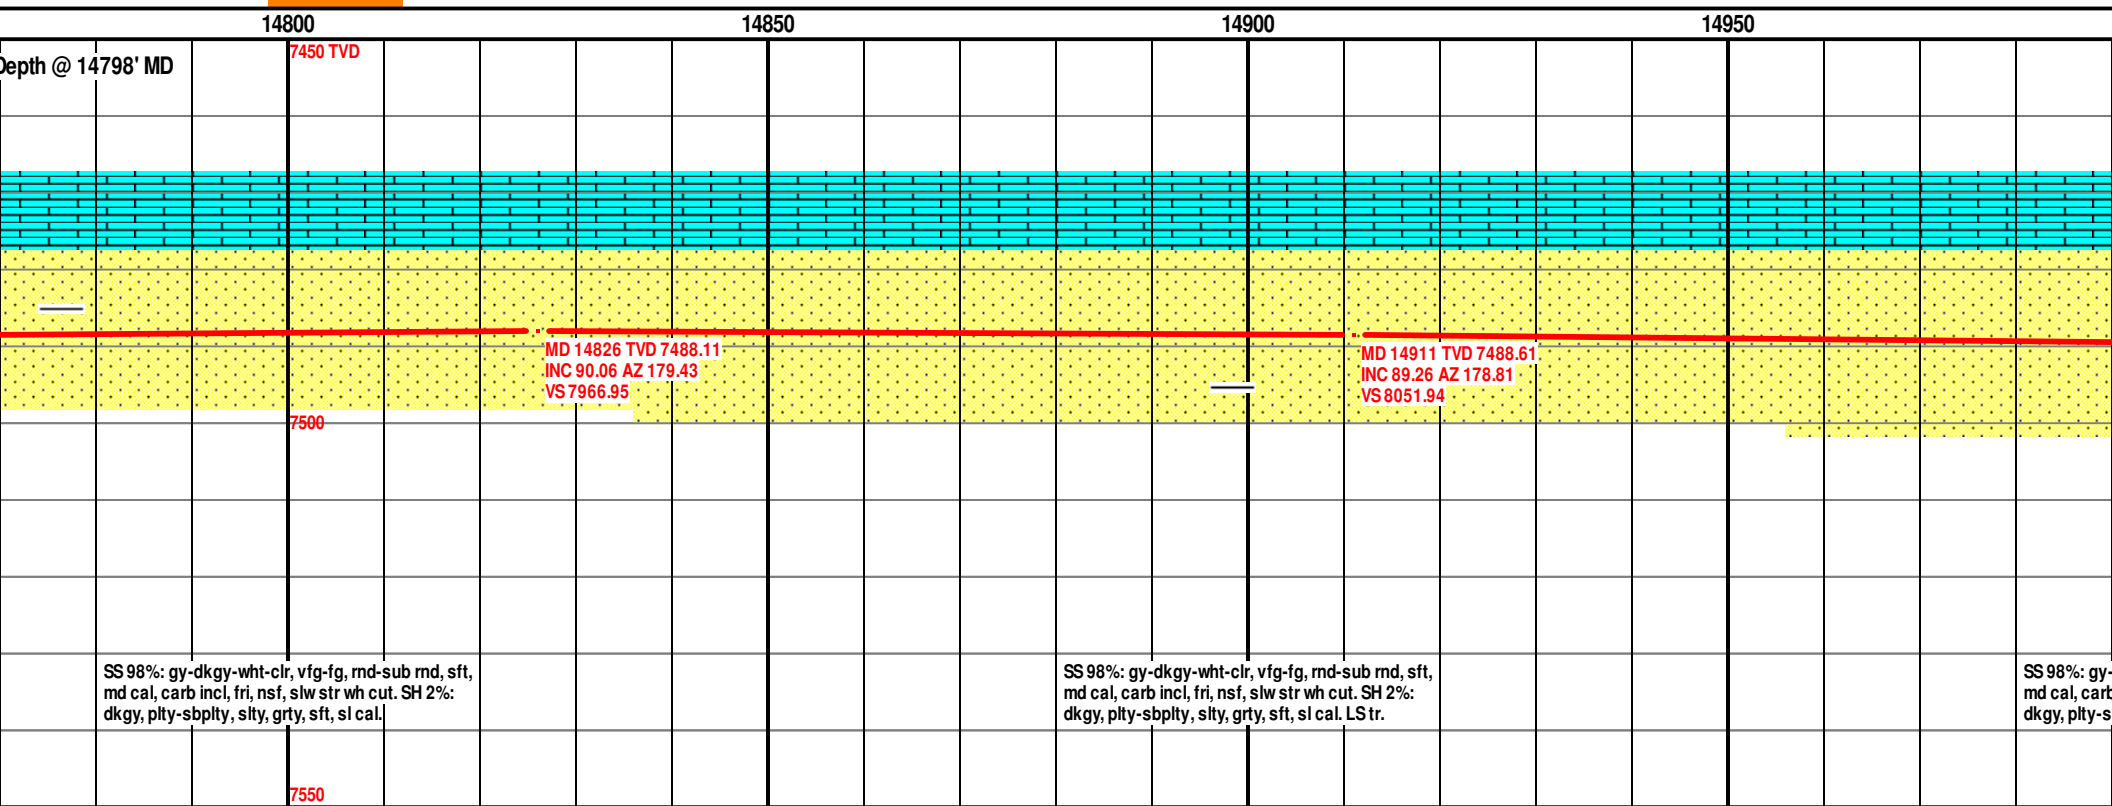 14800
14850
14900
14950
Depth @ 14798' MD
7450 TVD
MD 14826 TVD 7488.11
INC 90.06 AZ 179.43
VS 7966.95
MD 14911 TVD 7488.61
INC 89.26 AZ 178.81
VS 8051.94
7500
SS 98%: gy-dkgy-wht-clr, vfg-fg, rnd-sub rnd, sft,
md cal, carb incl, fri, nsf, slw str wh cut. SH 2%:
dkgy, plty-sbplty, slty, grty, sft, sl cal.
SS 98%: gy-dkgy-wht-clr, vfg-fg, rnd-sub rnd, sft,
md cal, carb incl, fri, nsf, slw str wh cut. SH 2%:
dkgy, plty-sbplty, slty, grty, sft, sl cal. LS tr.
SS 98%: gy-
md cal, carb
dkgy, plty-s
7550